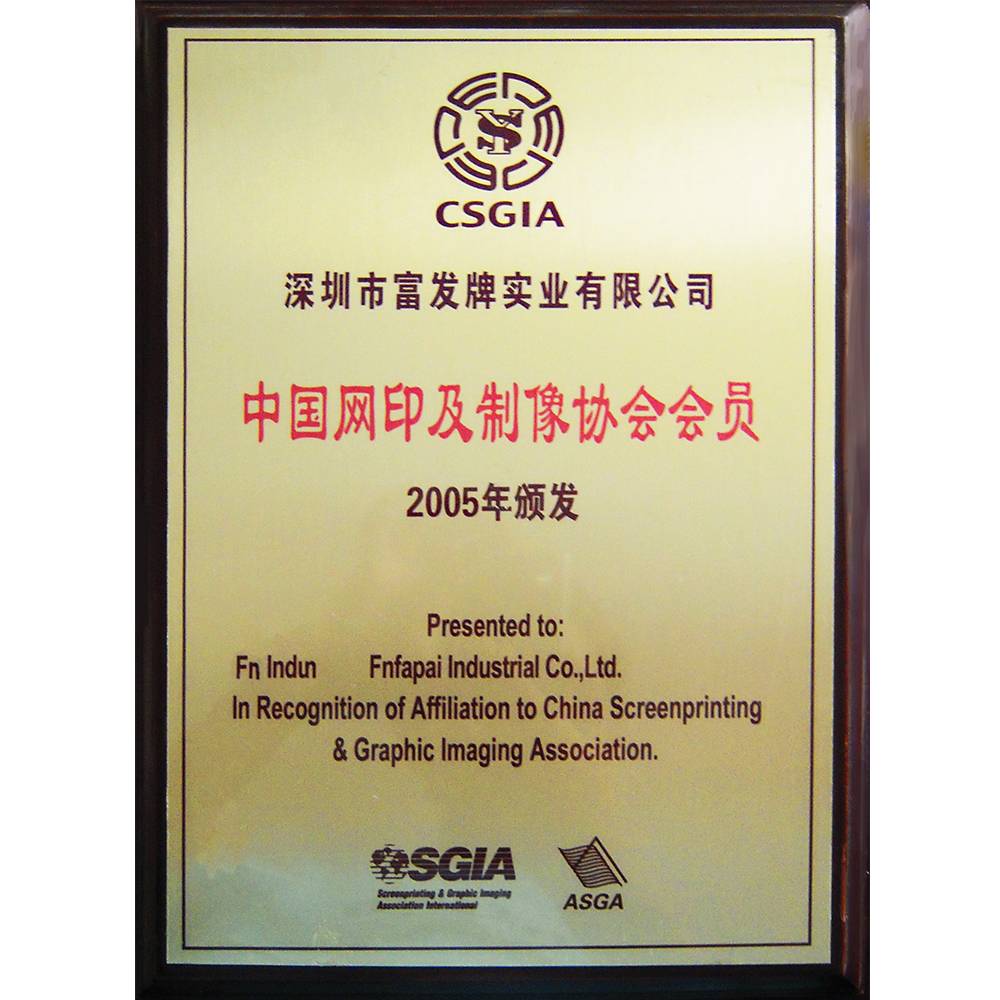 YS
CSGIA
深圳市富发牌实业有限公司
中国网印及制像协会会员
2005年颁发
Presented to:
Fn Indun Fnfapai Industrial Co.,Ltd.
In Recognition of Affiliation to China Screenprinting
& Graphic Imaging Association.
SGIA
Screenprinting & Graphic Imaging
Association International
ASGA